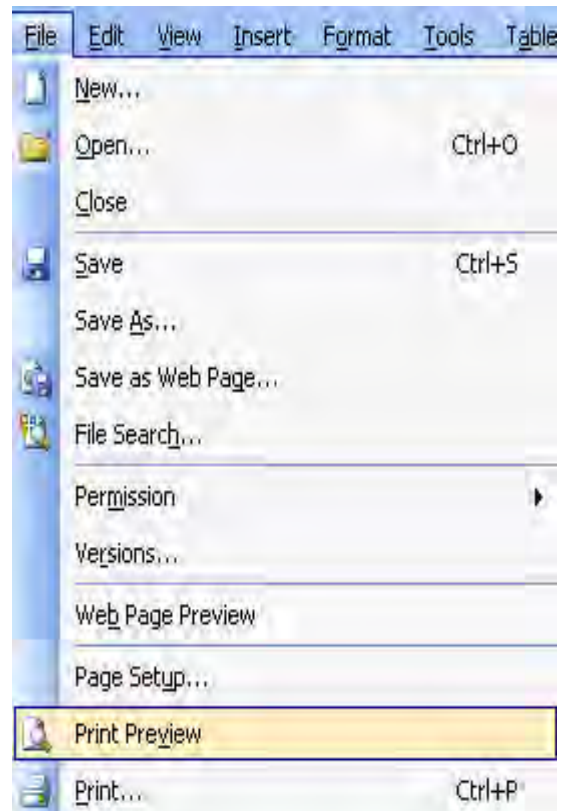 File Edit View Insert Format Tools Table
New...
Open... Ctrl+O
Close
Save Ctrl+S
Save As...
Save as Web Page...
File Search...
Permission
Versions...
Web Page Preview
Page Setup...
Print Preview
Print... Ctrl+P